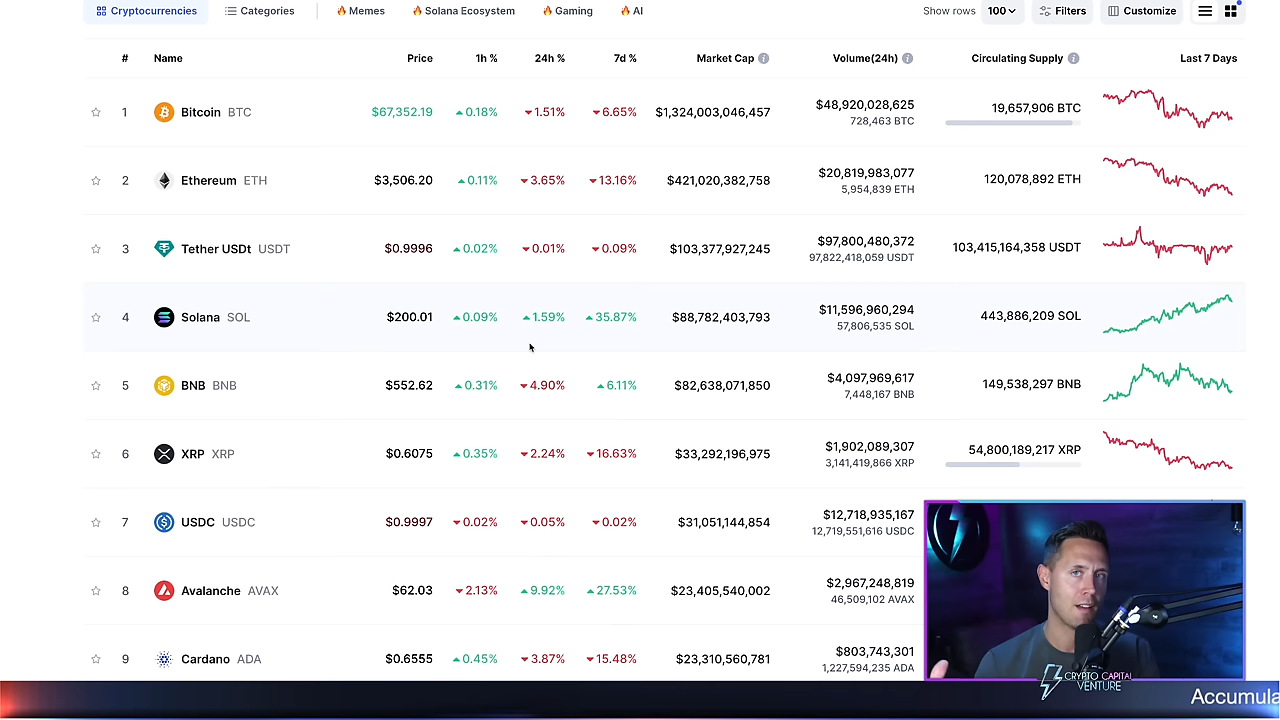 Cryptocurrencies Categories 🔥 Memes 🔥 Solana Ecosystem 🔥 Gaming 🔥 AI Show rows 100 Filters Customize
# Name Price 1h % 24h % 7d % Market Cap Volume(24h) Circulating Supply Last 7 Days
1 Bitcoin BTC $67,352.19 0.18% 1.51% 6.65% $1,324,003,046,457 $48,920,028,625 19,657,906 BTC
728,463 BTC
2 Ethereum ETH $3,506.20 0.11% 3.65% 13.16% $421,020,382,758 $20,819,983,077 120,078,892 ETH
5,954,839 ETH
3 Tether USDt USDT $0.9996 0.02% 0.01% 0.09% $103,377,927,245 $97,800,480,372 103,415,164,358 USDT
97,822,418,059 USDT
4 Solana SOL $200.01 0.09% 1.59% 35.87% $88,782,403,793 $11,596,960,294 443,886,209 SOL
57,806,535 SOL
5 BNB BNB $552.62 0.31% 4.90% 6.11% $82,638,071,850 $4,097,969,617 149,538,297 BNB
7,448,167 BNB
6 XRP XRP $0.6075 0.35% 2.24% 16.63% $33,292,196,975 $1,902,089,307 54,800,189,217 XRP
3,141,419,866 XRP
7 USDC USDC $0.9997 0.02% 0.05% 0.02% $31,051,144,854 $12,718,935,167
12,719,551,616 USDC
8 Avalanche AVAX $62.03 2.13% 9.92% 27.53% $23,405,540,002 $2,967,248,819
46,509,102 AVAX
9 Cardano ADA $0.6555 0.45% 3.87% 15.48% $23,310,560,781 $803,743,301
1,227,594,235 ADA
CRYPTO CAPITAL
VENTURE
Accumula